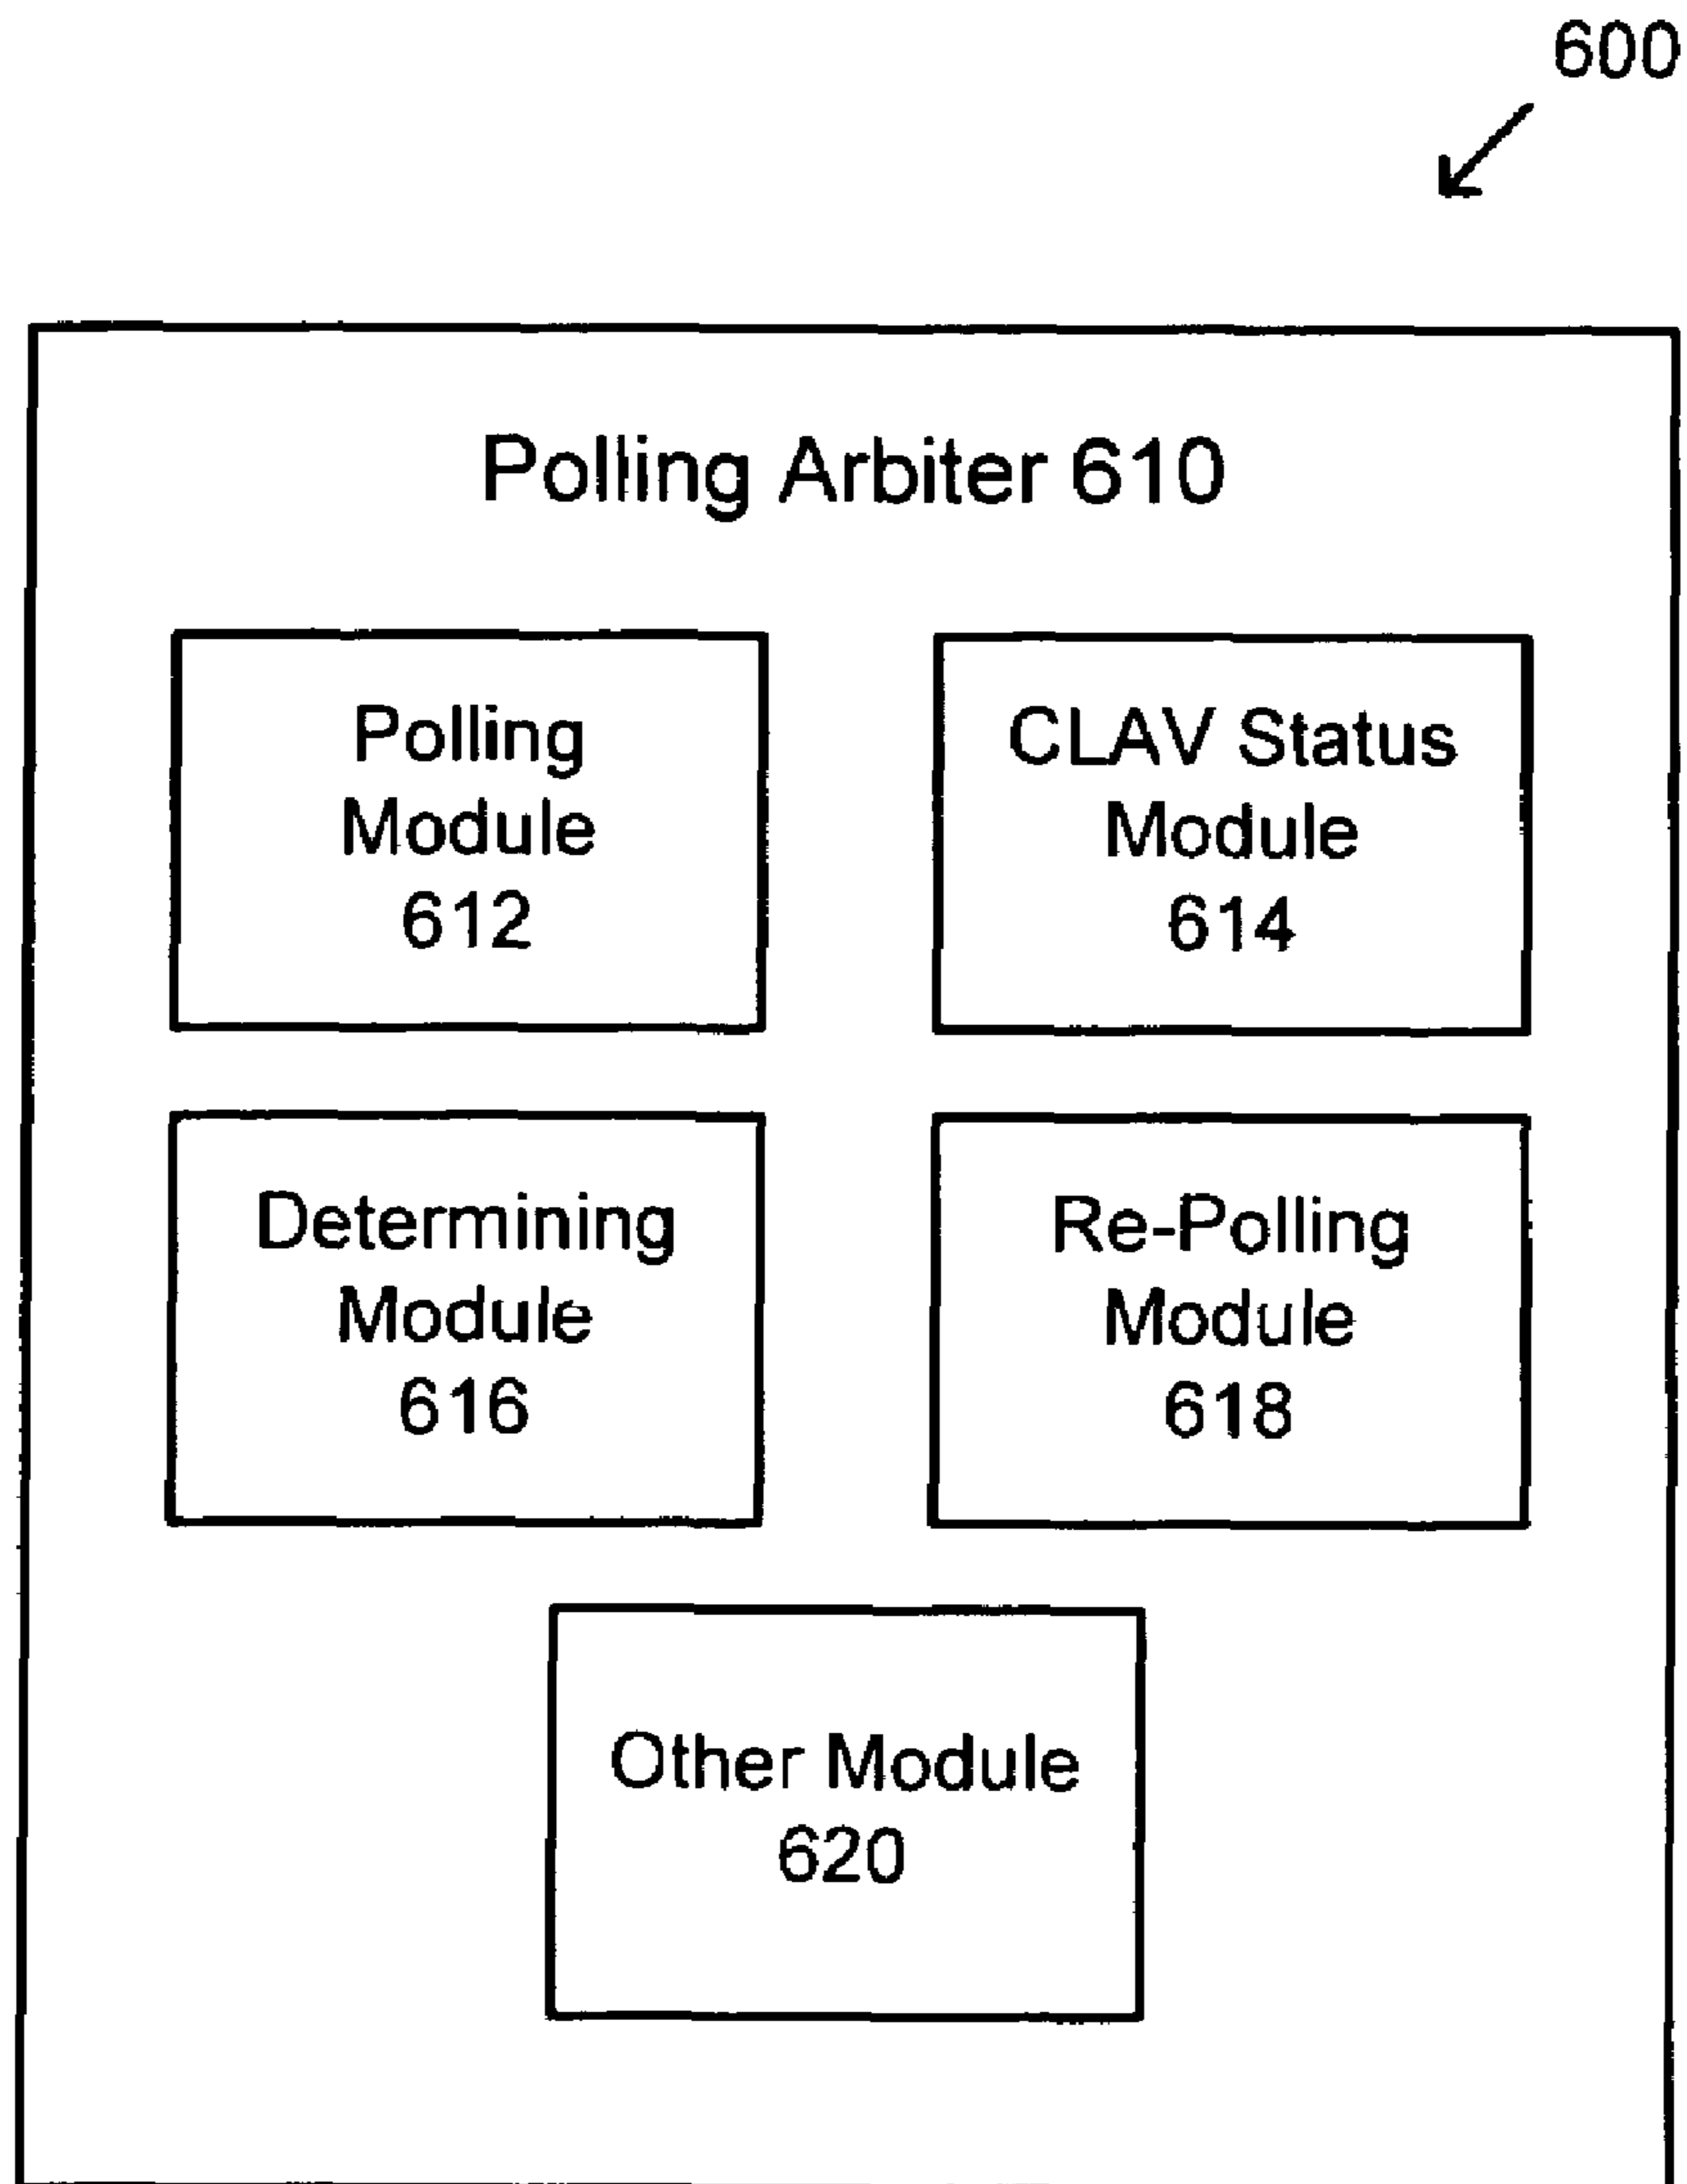 600
Polling Arbiter 610
Polling
Module
612
CLAV Status
Module
614
Determining
Module
616
Re-Polling
Module
618
Other Module
620